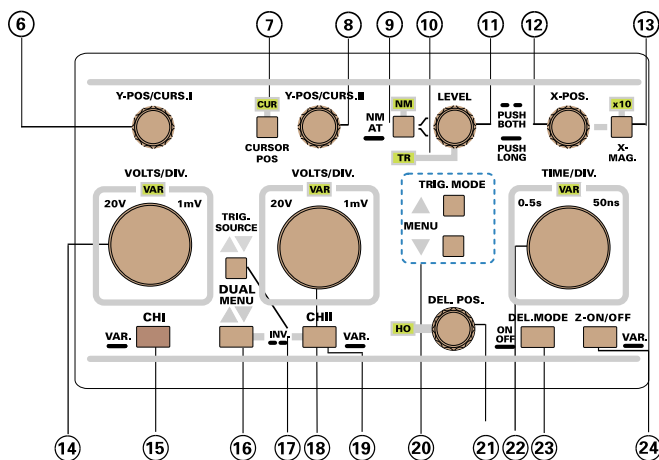 6 7 8 9 10 11 12 13
Y-POS/CURS.I
CUR
CURSOR
POS
Y-POS/CURS.II
NM
AT
NM
TR
LEVEL
PUSH
BOTH
PUSH
LONG
X-POS.
x10
X-
MAG.
VOLTS/DIV.
VAR
20V 1mV
TRIG.
SOURCE
VOLTS/DIV.
VAR
20V 1mV
TRIG. MODE
MENU
TIME/DIV.
VAR
0.5s 50ns
DUAL
MENU
CHI
VAR.
INV.
CHII
VAR.
HO
DEL. POS.
ON
OFF
DEL.MODE
Z-ON/OFF
VAR.
14 15 16 17 18 19 20 21 22 23 24